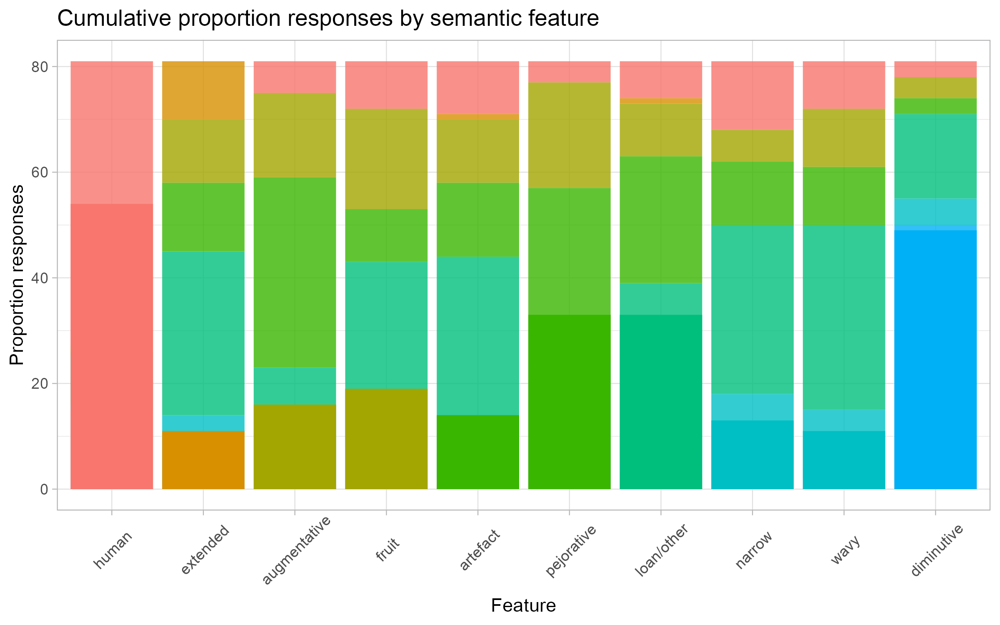 Cumulative proportion responses by semantic feature
Proportion responses
80
60
40
20
0
human
extended
augmentative
fruit
artefact
pejorative
loan/other
narrow
wavy
diminutive
Feature